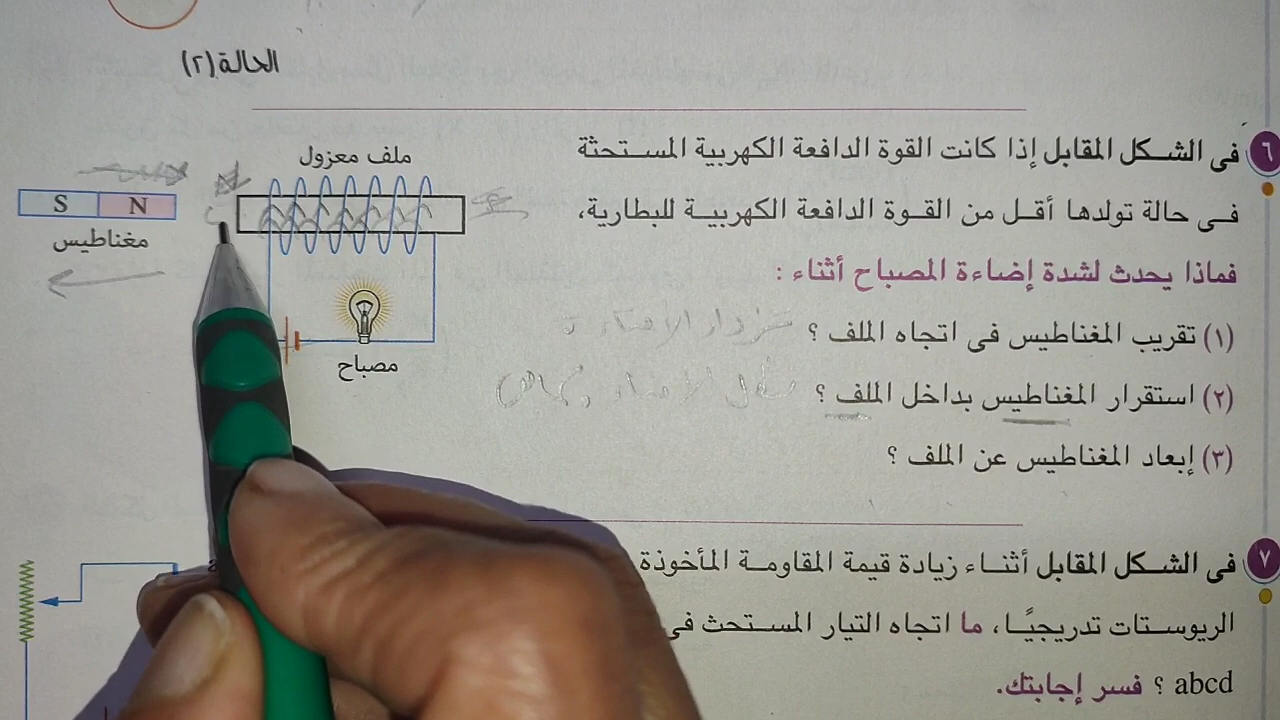 الحالة (٢)
٦ فى الشكل المقابل إذا كانت القوة الدافعة الكهربية المستحثة
فى حالة تولدها أقل من القوة الدافعة الكهربية للبطارية،
فماذا يحدث لشدة إضاءة المصباح أثناء :
(١) تقريب المغناطيس فى اتجاه الملف ؟ تزداد الإضاءة
(٢) استقرار المغناطيس بداخل الملف ؟
(٣) إبعاد المغناطيس عن الملف ؟
ملف معزول
S N
مغناطيس
مصباح
٧ فى الشكل المقابل أثناء زيادة قيمة المقاومة المأخوذة
الريوستات تدريجيًا، ما اتجاه التيار المستحث فى
abcd ؟ فسر إجابتك.